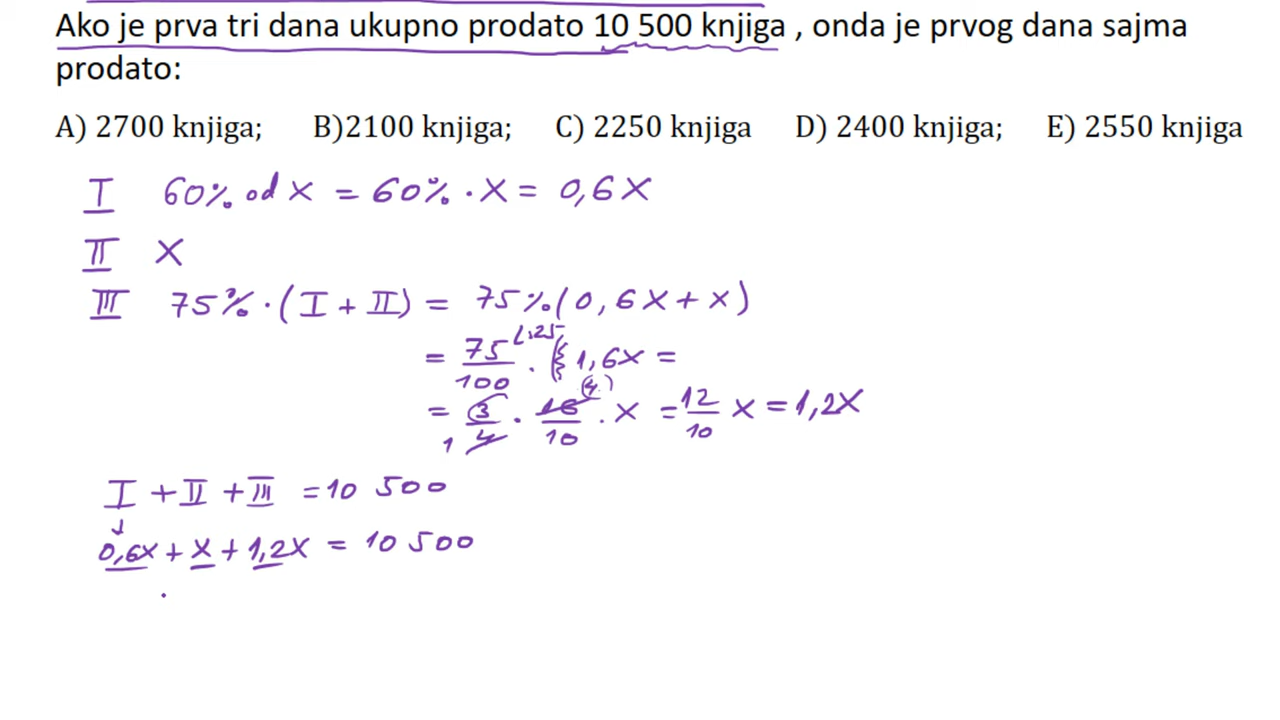 Ako je prva tri dana ukupno prodato 10 500 knjiga , onda je prvog dana sajma
prodato:
A) 2700 knjiga; B)2100 knjiga; C) 2250 knjiga D) 2400 knjiga; E) 2550 knjiga
I 60% od X = 60% · X = 0,6X
II X
III 75% · (I + II) = 75% (0,6X + x)
= 75/100 (:25 · 1,6X =
= 3/4 · 16/10 · X = 12/10 X = 1,2X
I + II + III = 10 500
0,6X + X + 1,2X = 10 500